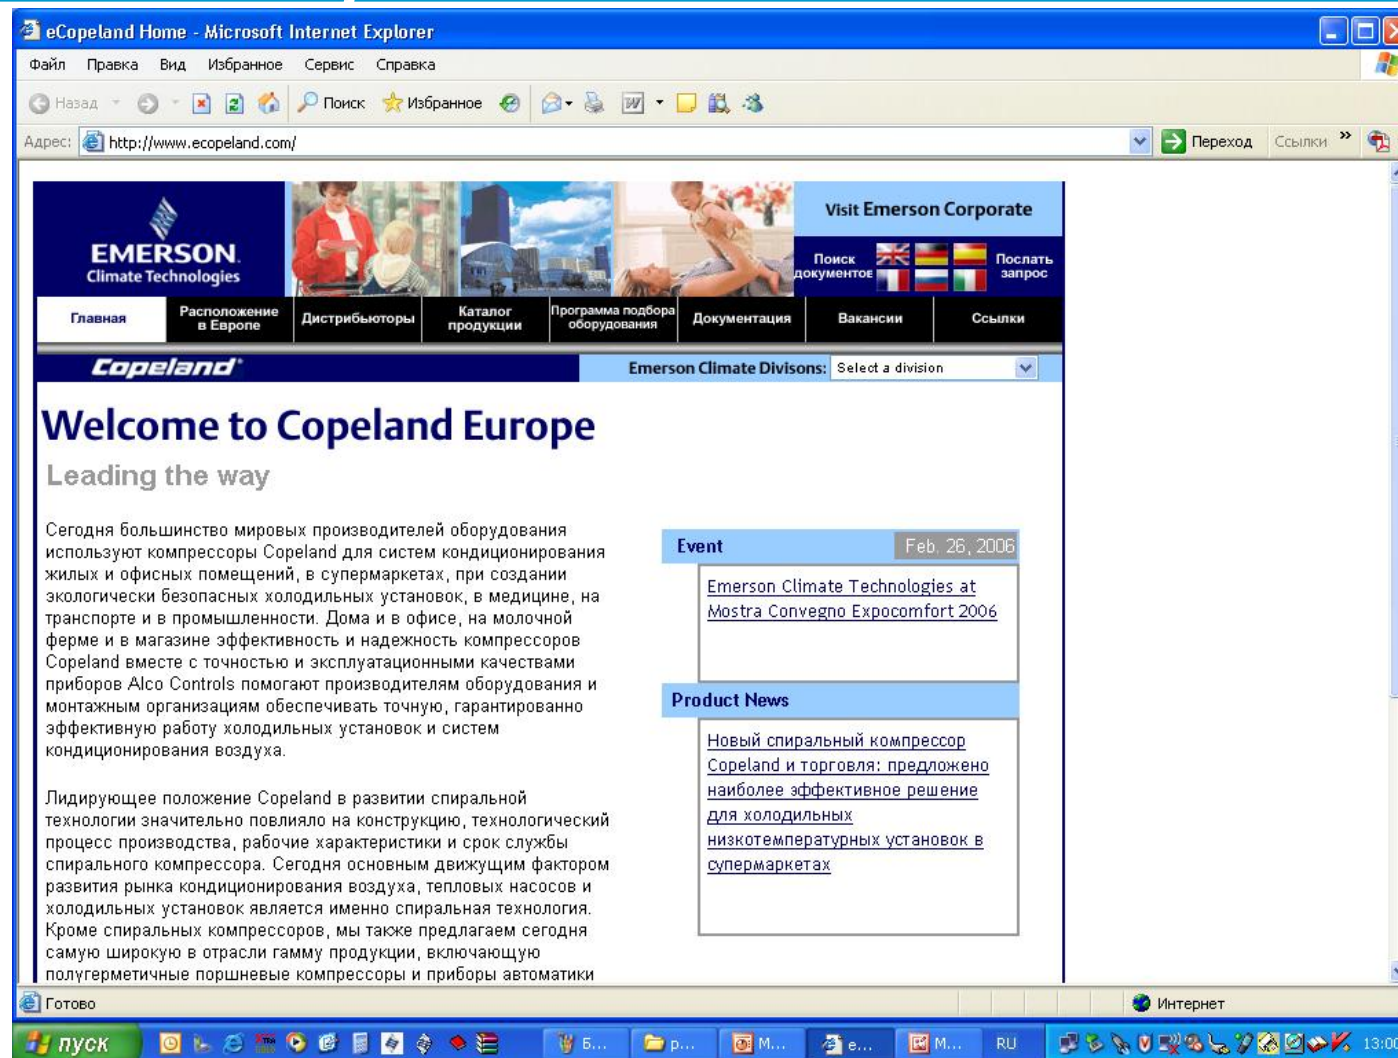 eCopeland Home - Microsoft Internet Explorer
Файл Правка Вид Избранное Сервис Справка
Назад Поиск Избранное
Адрес: http://www.ecopeland.com/ Переход Ссылки »
EMERSON.
Climate Technologies
Visit Emerson Corporate
Поиск документов
Послать запрос
Главная
Расположение в Европе
Дистрибьюторы
Каталог продукции
Программа подбора оборудования
Документация
Вакансии
Ссылки
Copeland®
Emerson Climate Divisons: Select a division
Welcome to Copeland Europe
Leading the way
Сегодня большинство мировых производителей оборудования
используют компрессоры Copeland для систем кондиционирования
жилых и офисных помещений, в супермаркетах, при создании
экологически безопасных холодильных установок, в медицине, на
транспорте и в промышленности. Дома и в офисе, на молочной
ферме и в магазине эффективность и надежность компрессоров
Copeland вместе с точностью и эксплуатационными качествами
приборов Alco Controls помогают производителям оборудования и
монтажным организациям обеспечивать точную, гарантированно
эффективную работу холодильных установок и систем
кондиционирования воздуха.
Лидирующее положение Copeland в развитии спиральной
технологии значительно повлияло на конструкцию, технологический
процесс производства, рабочие характеристики и срок службы
спирального компрессора. Сегодня основным движущим фактором
развития рынка кондиционирования воздуха, тепловых насосов и
холодильных установок является именно спиральная технология.
Кроме спиральных компрессоров, мы также предлагаем сегодня
самую широкую в отрасли гамму продукции, включающую
полугерметичные поршневые компрессоры и приборы автоматики
Event Feb. 26, 2006
Emerson Climate Technologies at
Mostra Convegno Expocomfort 2006
Product News
Новый спиральный компрессор
Copeland и торговля: предложено
наиболее эффективное решение
для холодильных
низкотемпературных установок в
супермаркетах
Готово Интернет
пуск Б... р... М... е... М... RU 13:00